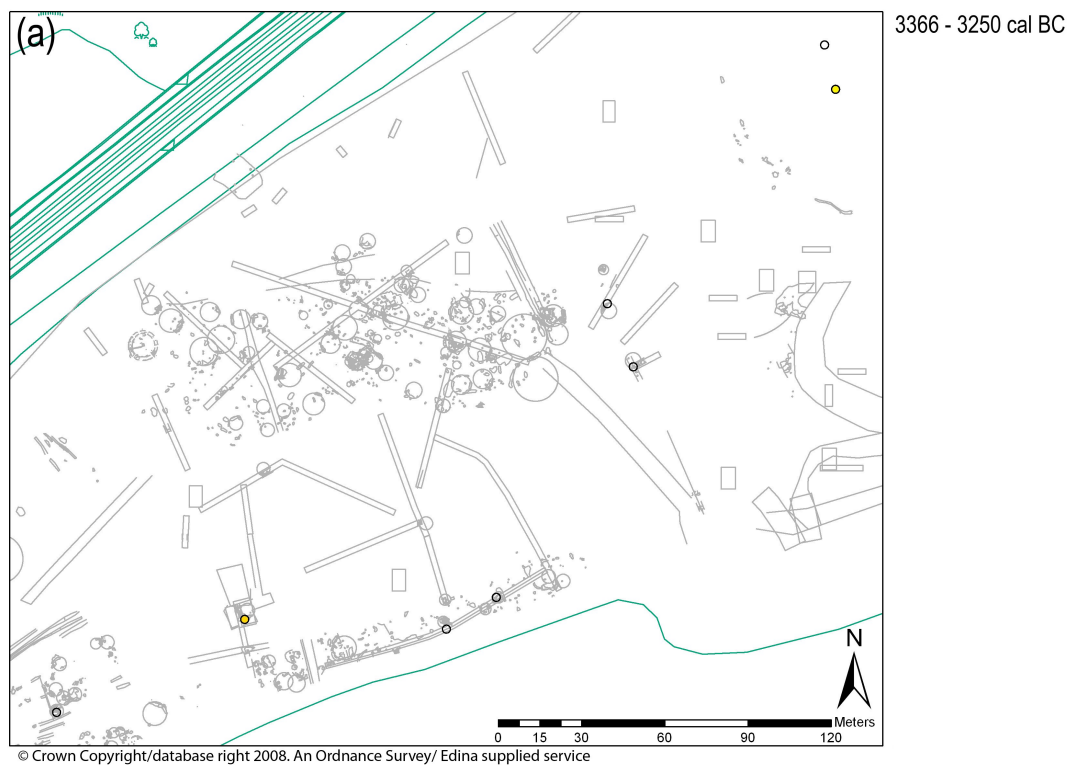 (a)
3366 - 3250 cal BC
N
Meters
0 15 30 60 90 120
© Crown Copyright/database right 2008. An Ordnance Survey/ Edina supplied service